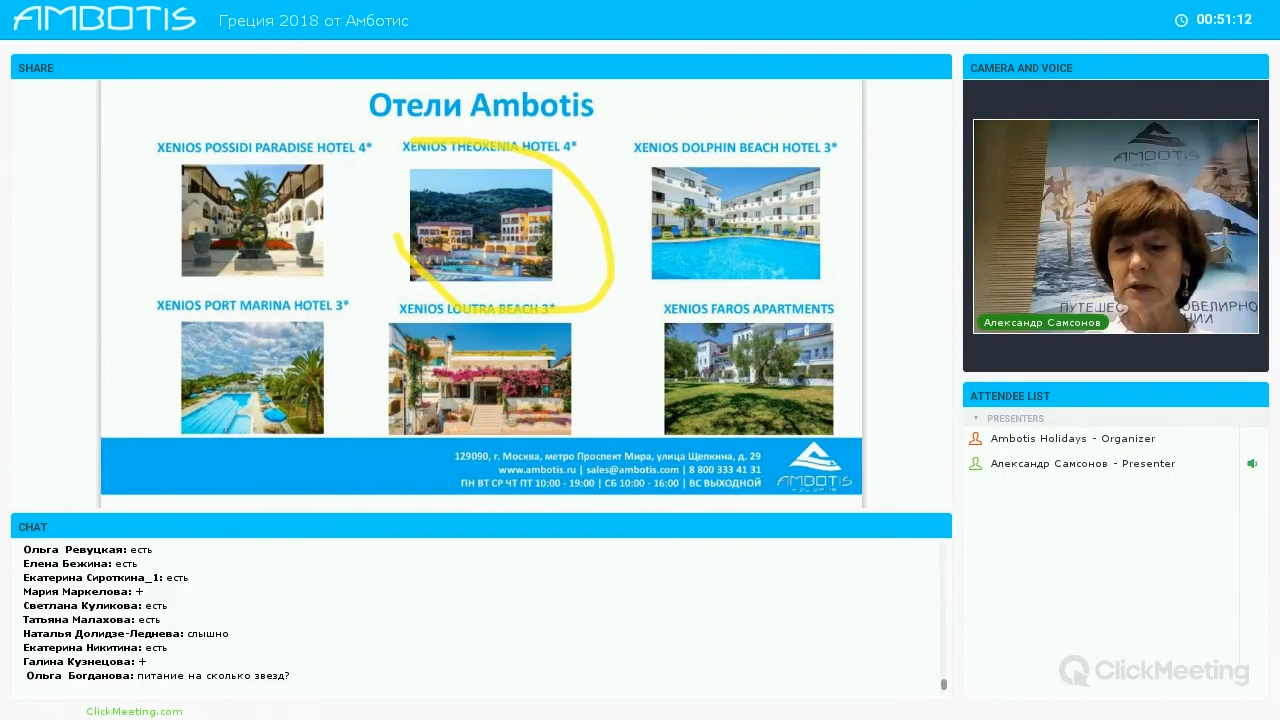 AMBOTIS
Греция 2018 от Амботис
00:51:12
SHARE
Отели Ambotis
XENIOS POSSIDI PARADISE HOTEL 4*
XENIOS THEOXENIA HOTEL 4*
XENIOS DOLPHIN BEACH HOTEL 3*
XENIOS PORT MARINA HOTEL 3*
XENIOS LOUTRA BEACH 3*
XENIOS FAROS APARTMENTS
129090, г. Москва, метро Проспект Мира, улица Щепкина, д. 29
www.ambotis.ru | sales@ambotis.com | 8 800 333 41 31
ПН ВТ СР ЧТ ПТ 10:00 - 19:00 | СБ 10:00 - 16:00 | ВС ВЫХОДНОЙ
AMBOTIS
HOLIDAYS
CAMERA AND VOICE
AMBOTIS
Александр Самсонов
ATTENDEE LIST
PRESENTERS
Ambotis Holidays - Organizer
Александр Самсонов - Presenter
CHAT
Ольга Ревуцкая: есть
Елена Бежина: есть
Екатерина Сироткина_1: есть
Мария Маркелова: +
Светлана Куликова: есть
Татьяна Малахова: есть
Наталья Долидзе-Леднева: слышно
Екатерина Никитина: есть
Галина Кузнецова: +
Ольга Богданова: питание на сколько звезд?
ClickMeeting
ClickMeeting.com